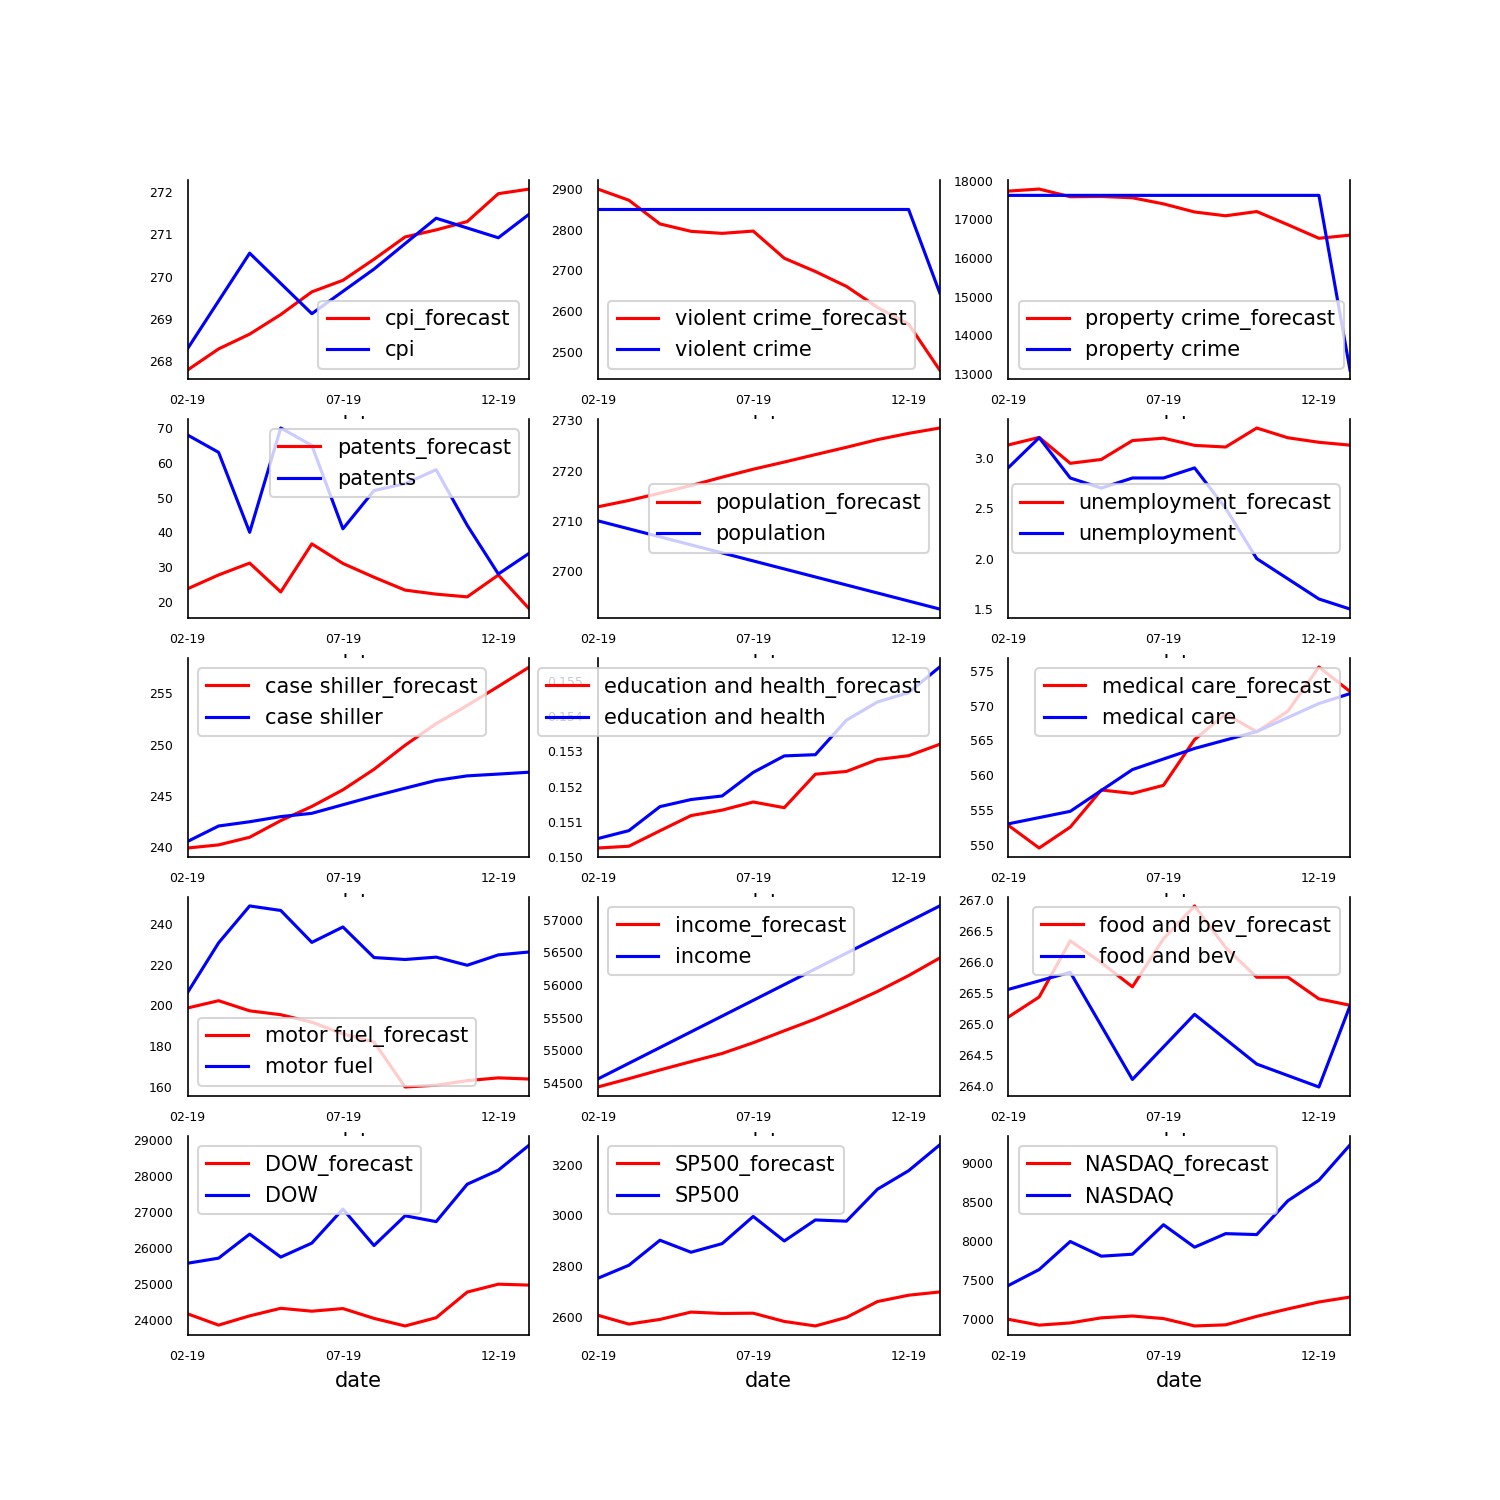 272
271
270
269
268
cpi_forecast
cpi
02-19 07-19 12-19
2900
2800
2700
2600
2500
violent crime_forecast
violent crime
02-19 07-19 12-19
18000
17000
16000
15000
14000
13000
property crime_forecast
property crime
02-19 07-19 12-19
70
60
50
40
30
20
patents_forecast
patents
02-19 07-19 12-19
2730
2720
2710
2700
population_forecast
population
02-19 07-19 12-19
3.0
2.5
2.0
1.5
unemployment_forecast
unemployment
02-19 07-19 12-19
255
250
245
240
case shiller_forecast
case shiller
02-19 07-19 12-19
0.155
0.154
0.153
0.152
0.151
0.150
education and health_forecast
education and health
02-19 07-19 12-19
575
570
565
560
555
550
medical care_forecast
medical care
02-19 07-19 12-19
240
220
200
180
160
motor fuel_forecast
motor fuel
02-19 07-19 12-19
57000
56500
56000
55500
55000
54500
income_forecast
income
02-19 07-19 12-19
267.0
266.5
266.0
265.5
265.0
264.5
264.0
food and bev_forecast
food and bev
02-19 07-19 12-19
29000
28000
27000
26000
25000
24000
DOW_forecast
DOW
02-19 07-19 12-19
date
3200
3000
2800
2600
SP500_forecast
SP500
02-19 07-19 12-19
date
9000
8500
8000
7500
7000
NASDAQ_forecast
NASDAQ
02-19 07-19 12-19
date